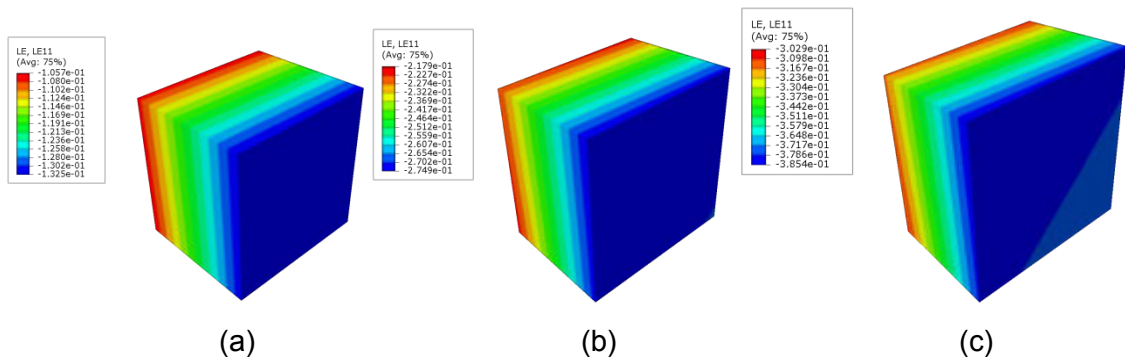 LE, LE11
(Avg: 75%)
-1.057e-01
-1.080e-01
-1.102e-01
-1.124e-01
-1.146e-01
-1.169e-01
-1.191e-01
-1.213e-01
-1.236e-01
-1.258e-01
-1.280e-01
-1.302e-01
-1.325e-01
(a)
LE, LE11
(Avg: 75%)
-2.179e-01
-2.227e-01
-2.274e-01
-2.322e-01
-2.369e-01
-2.417e-01
-2.464e-01
-2.512e-01
-2.559e-01
-2.607e-01
-2.654e-01
-2.702e-01
-2.749e-01
(b)
LE, LE11
(Avg: 75%)
-3.029e-01
-3.098e-01
-3.167e-01
-3.236e-01
-3.304e-01
-3.373e-01
-3.442e-01
-3.511e-01
-3.579e-01
-3.648e-01
-3.717e-01
-3.786e-01
-3.854e-01
(c)